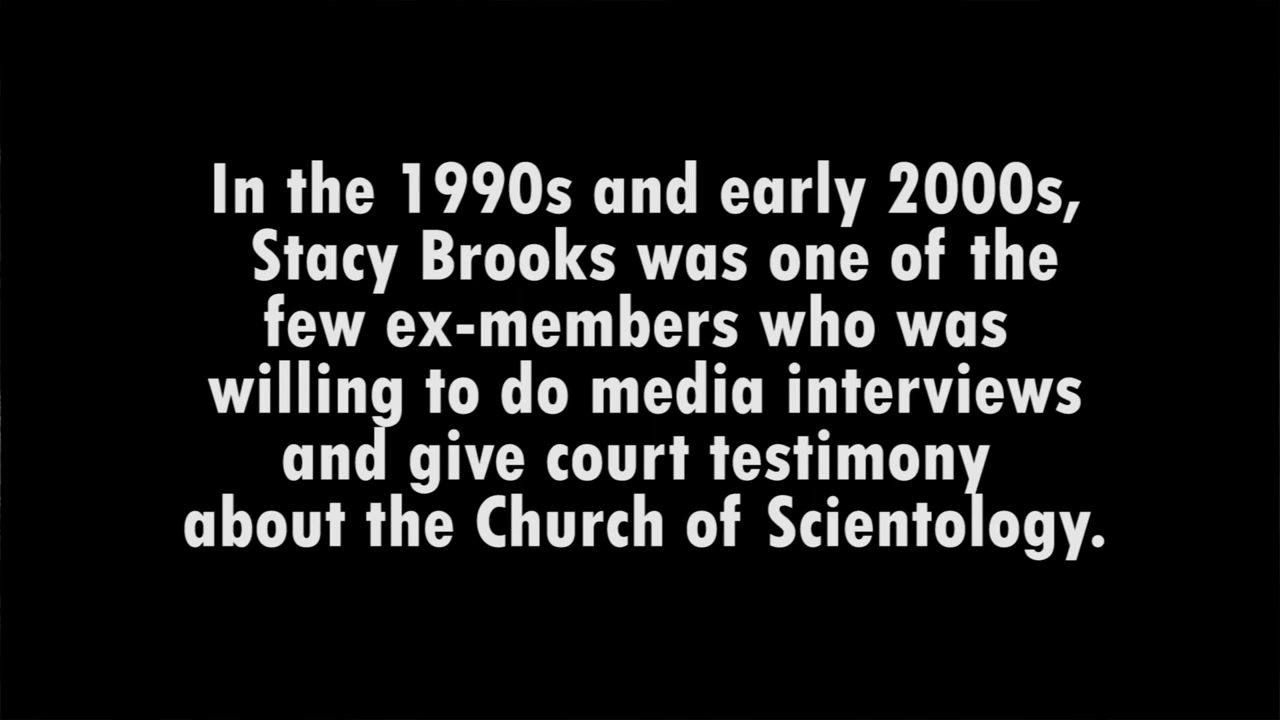 In the 1990s and early 2000s,
Stacy Brooks was one of the
few ex-members who was
willing to do media interviews
and give court testimony
about the Church of Scientology.